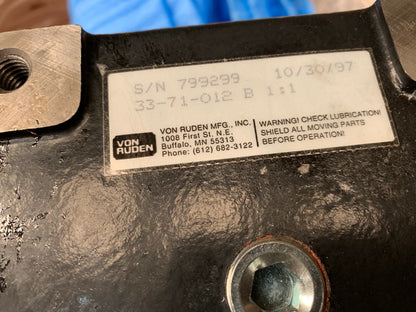 S/N 799299 10/30/97
33-71-012 B 1:1
VON RUDEN
VON RUDEN MFG., INC.
1008 First St. N.E.
Buffalo, MN 55313
Phone: (612) 682-3122
WARNING! CHECK LUBRICATION!
SHIELD ALL MOVING PARTS
BEFORE OPERATION!